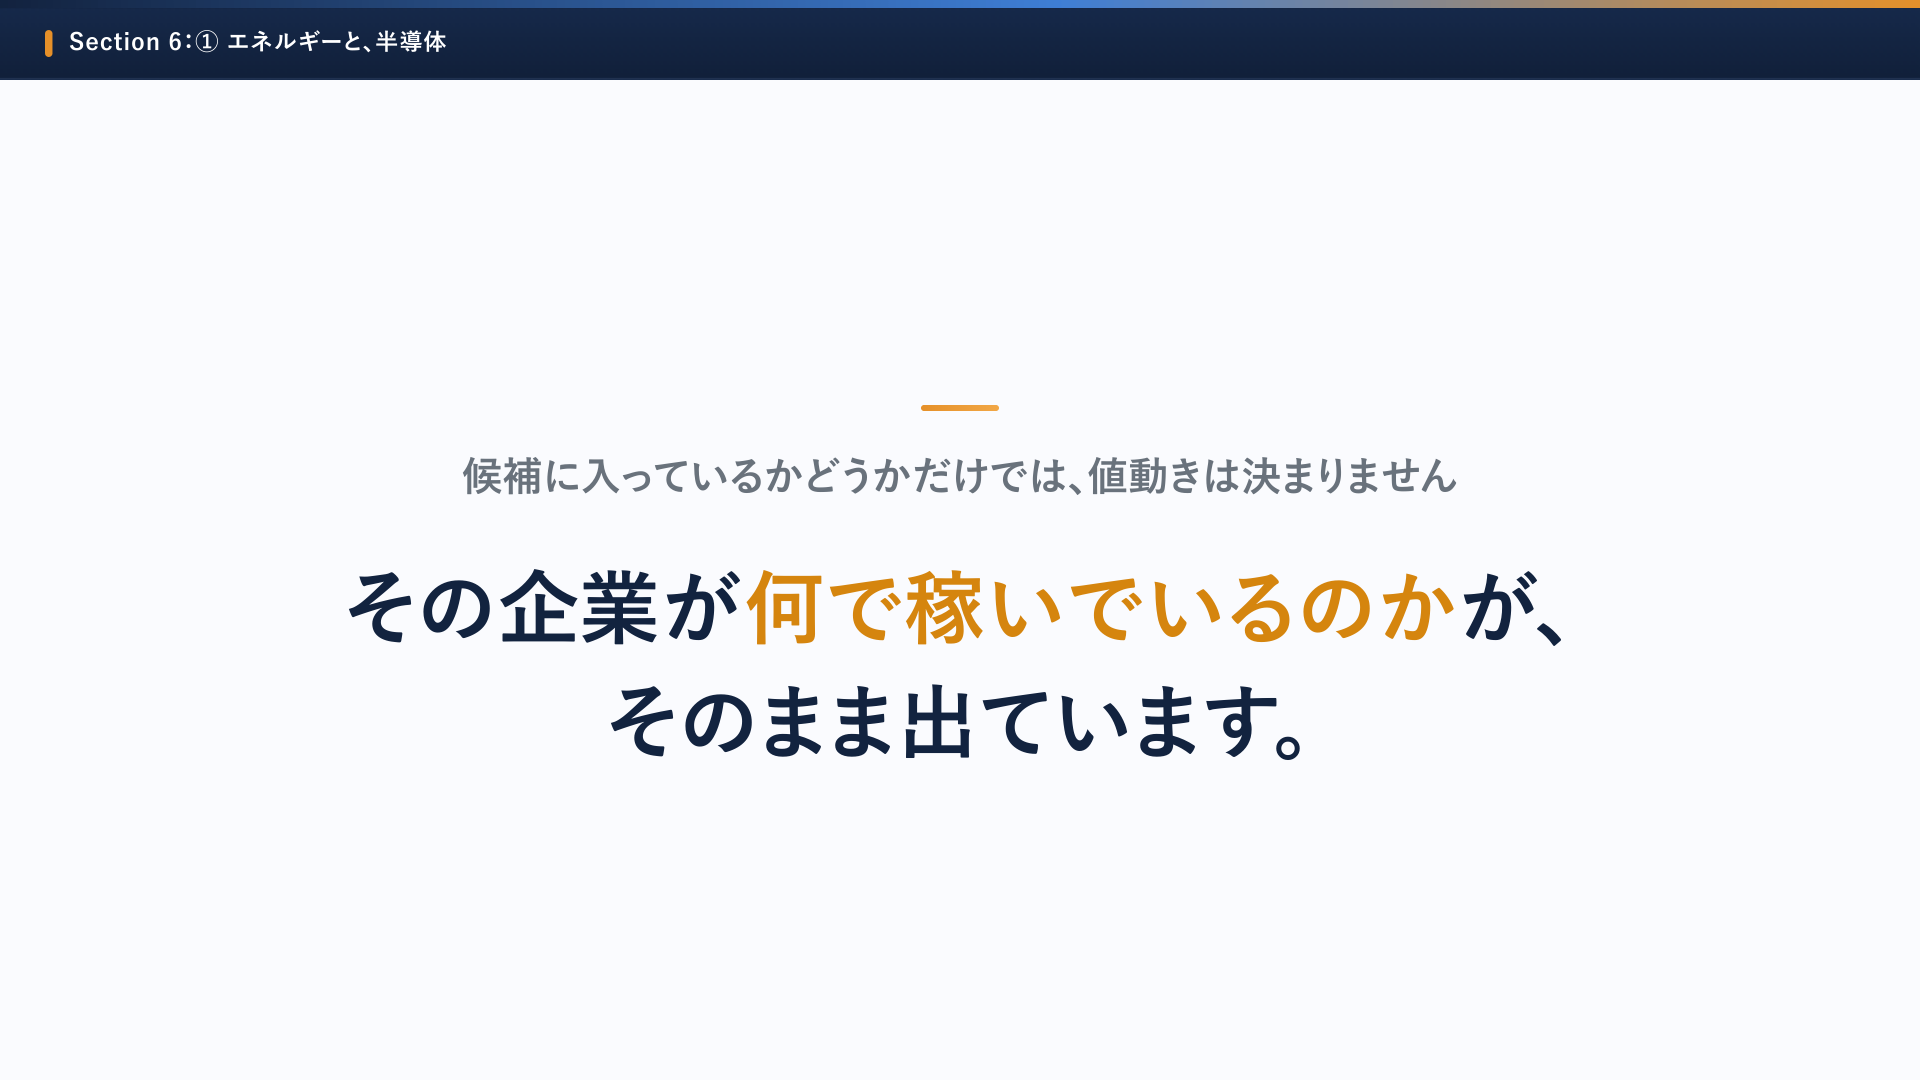 Section 6：① エネルギーと、半導体
候補に入っているかどうかだけでは、値動きは決まりません
その企業が何で稼いでいるのかが、
そのまま出ています。